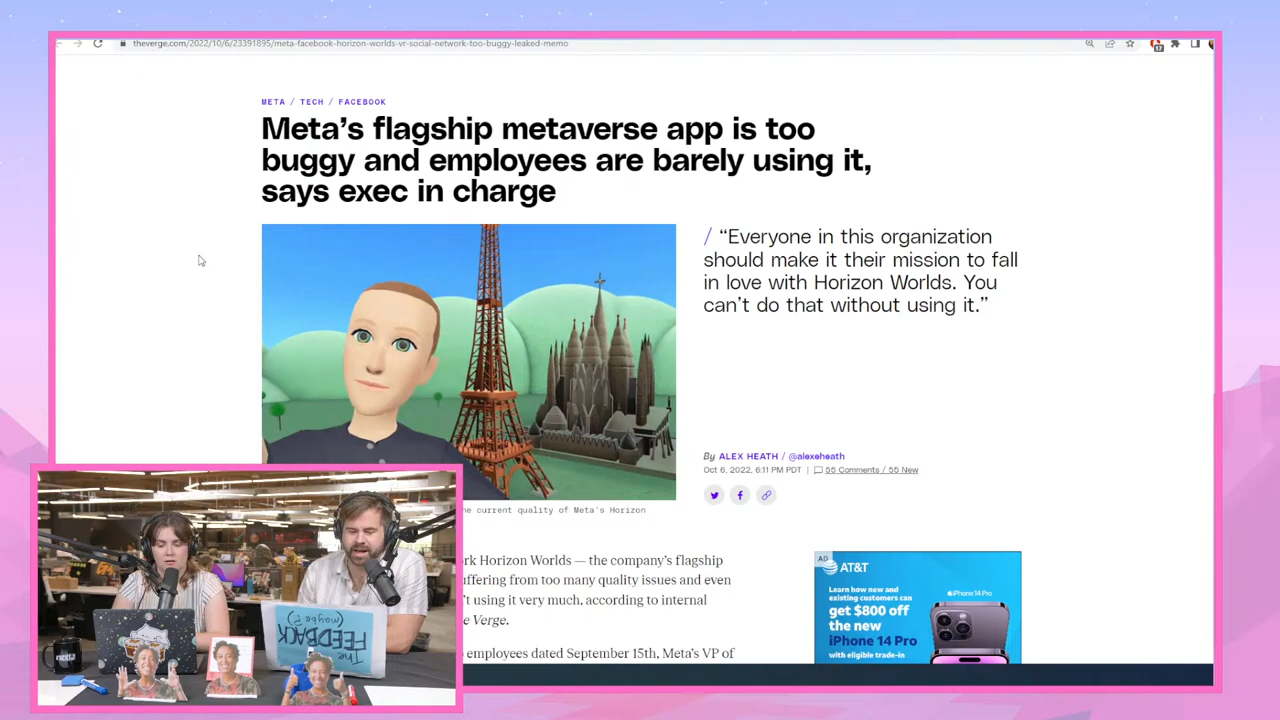 theverge.com/2022/10/6/23391895/meta-facebook-horizon-worlds-vr-social-network-too-buggy-leaked-memo
META / TECH / FACEBOOK
Meta's flagship metaverse app is too
buggy and employees are barely using it,
says exec in charge
/ “Everyone in this organization
should make it their mission to fall
in love with Horizon Worlds. You
can't do that without using it.”
By ALEX HEATH / @alexeheath
Oct 6, 2022, 6:11 PM PDT | 55 Comments / 55 New
he current quality of Meta's Horizon
rk Horizon Worlds — the company's flagship
uffering from too many quality issues and even
't using it very much, according to internal
e Verge.
employees dated September 15th, Meta's VP of
AD
AT&T
Learn how new and
existing customers can
get $800 off
the new
iPhone 14 Pro
with eligible trade-in
iPhone 14 Pro
The
FEEDBACK
(maybe?)